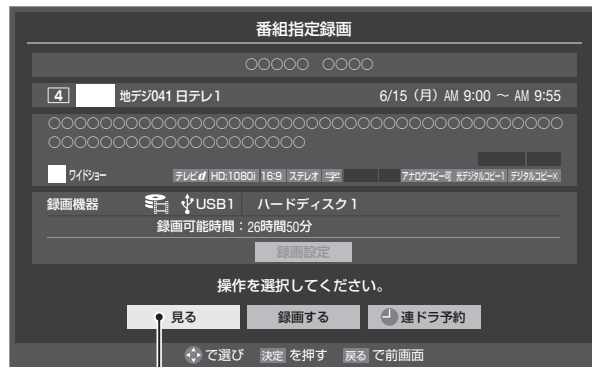 番組指定録画
○○○○○ ○○○○
4 地デジ041 日テレ1 6/15（月）AM 9:00 ～ AM 9:55
○○○○○○○○○○○○○○○○○○○○○○○○○○○○○○○○○○○○○○○○
○○○○○○○○○○○○○○○○○○○○
ワイドショー テレビd HD:1080i 16:9 ステレオ 字 アナログコピー可 光デジタルコピー1 デジタルコピー×
録画機器 USB1 ハードディスク1
録画可能時間：26時間50分
録画設定
操作を選択してください。
見る 録画する 連ドラ予約
で選び 決定 を押す 戻る で前画面